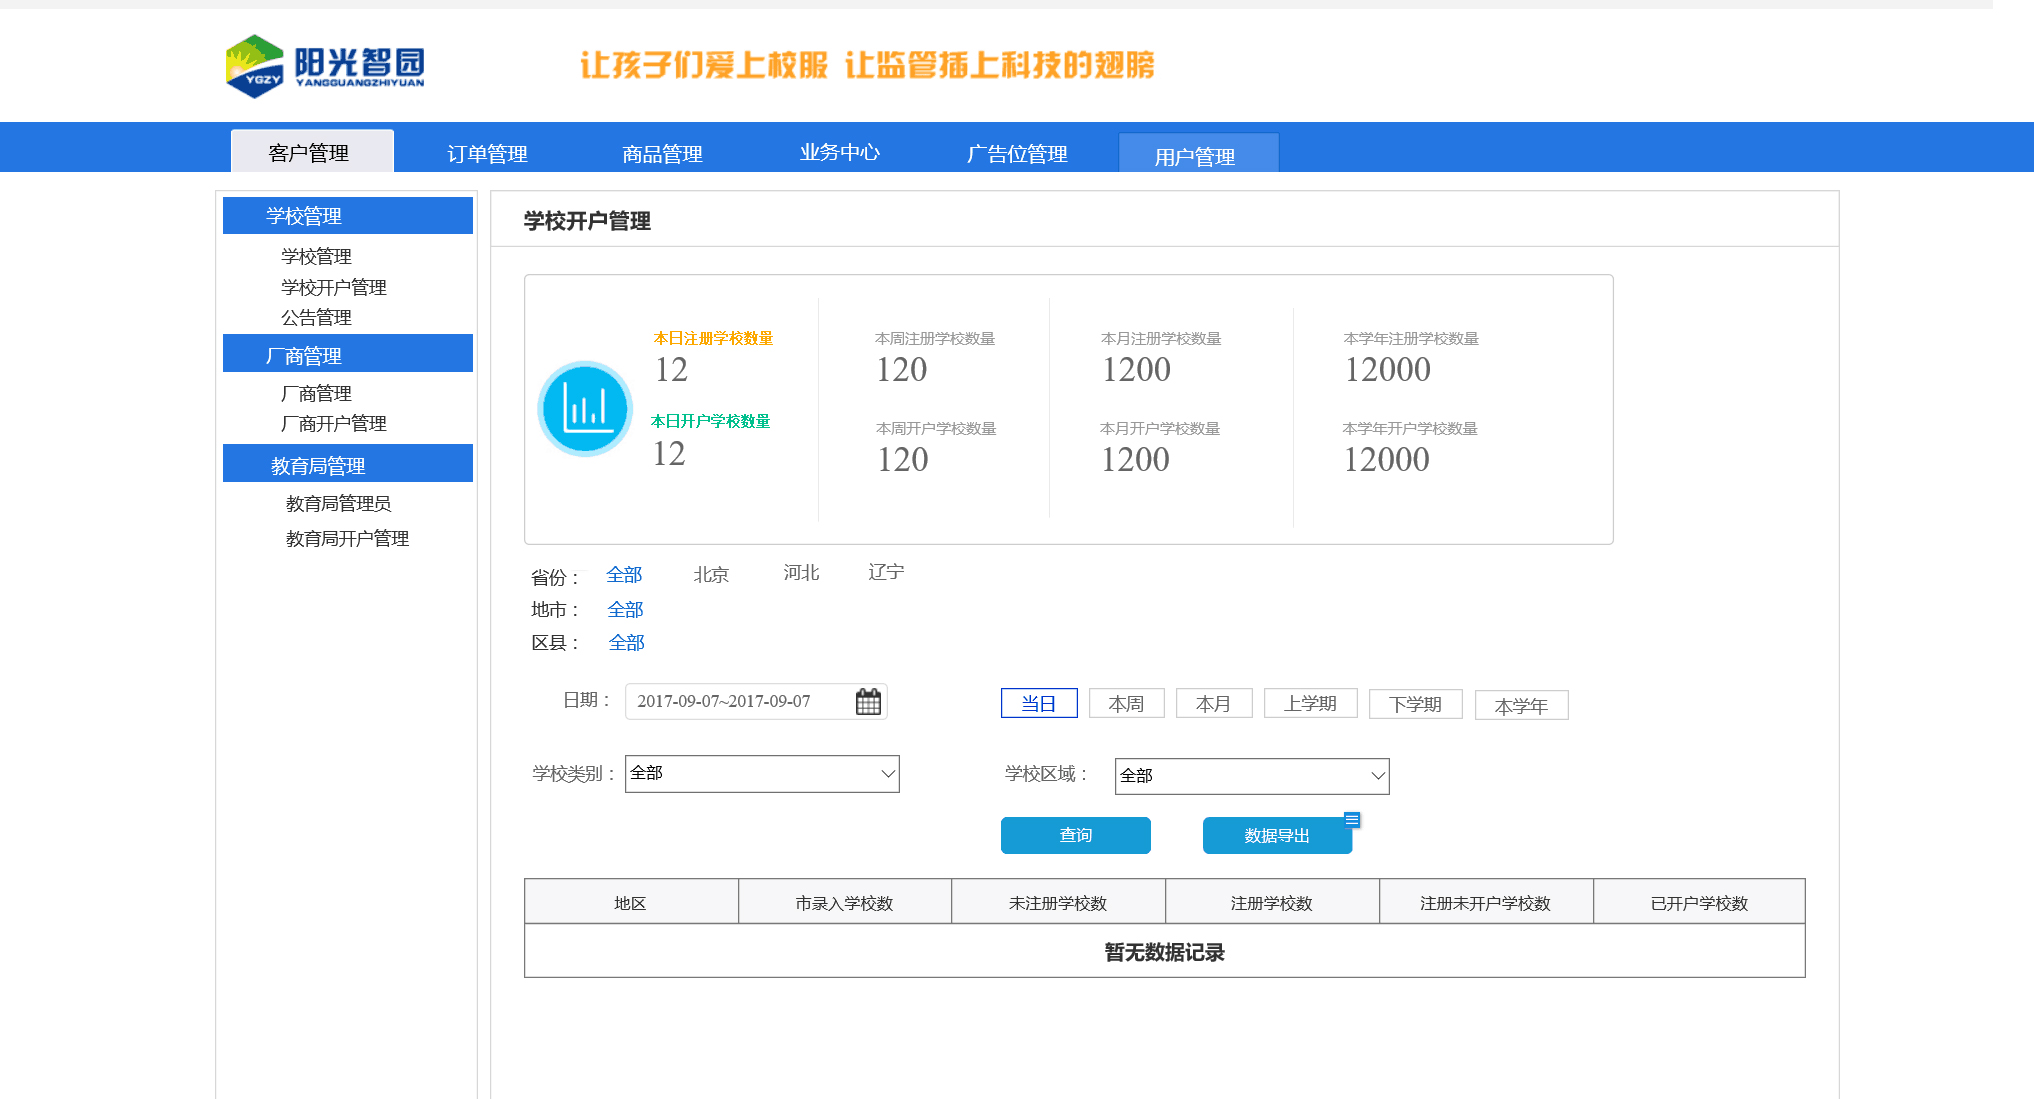 YGZY 阳光智园
YANGGUANGZHIYUAN
让孩子们爱上校服 让监管插上科技的翅膀
客户管理 订单管理 商品管理 业务中心 广告位管理 用户管理
学校管理
学校管理
学校开户管理
公告管理
厂商管理
厂商管理
厂商开户管理
教育局管理
教育局管理员
教育局开户管理
学校开户管理
本日注册学校数量 本周注册学校数量 本月注册学校数量 本学年注册学校数量
12 120 1200 12000
本日开户学校数量 本周开户学校数量 本月开户学校数量 本学年开户学校数量
12 120 1200 12000
省份： 全部 北京 河北 辽宁
地市： 全部
区县： 全部
日期： 2017-09-07~2017-09-07 当日 本周 本月 上学期 下学期 本学年
学校类别： 全部 学校区域： 全部
查询 数据导出
地区 市录入学校数 未注册学校数 注册学校数 注册未开户学校数 已开户学校数
暂无数据记录